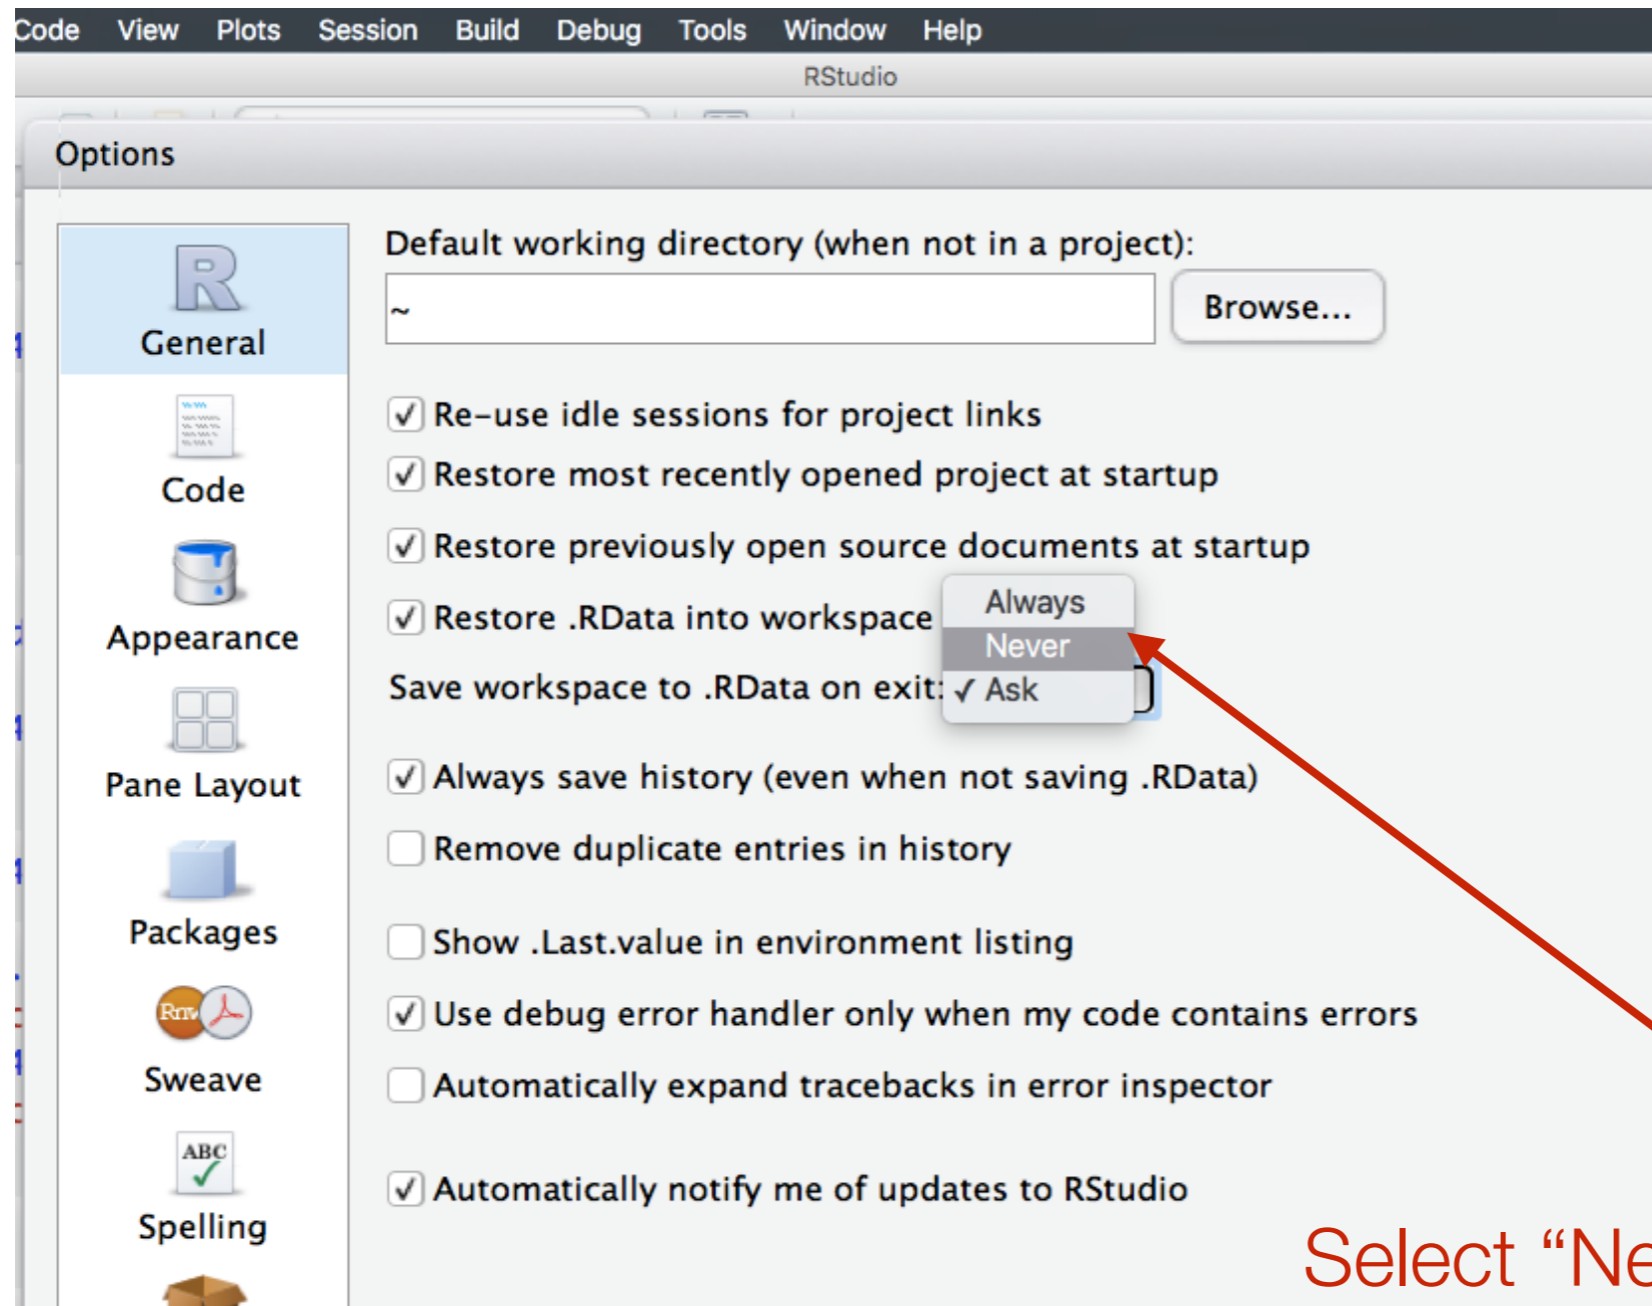 Code View Plots Session Build Debug Tools Window Help
RStudio
Options
Default working directory (when not in a project):
~
Browse...
R
General
Re-use idle sessions for project links
Restore most recently opened project at startup
Code
Restore previously open source documents at startup
Always
Restore .RData into workspace
Appearance
Never
Save workspace to .RData on exit:
✓ Ask
Pane Layout
Always save history (even when not saving .RData)
Remove duplicate entries in history
Packages
Show .Last.value in environment listing
Rnw
Use debug error handler only when my code contains errors
Sweave
Automatically expand tracebacks in error inspector
ABC
Automatically notify me of updates to RStudio
Spelling
Select “Ne